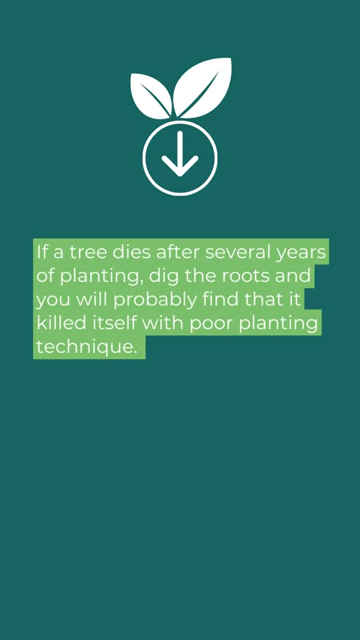 If a tree dies after several years
of planting, dig the roots and
you will probably find that it
killed itself with poor planting
technique.